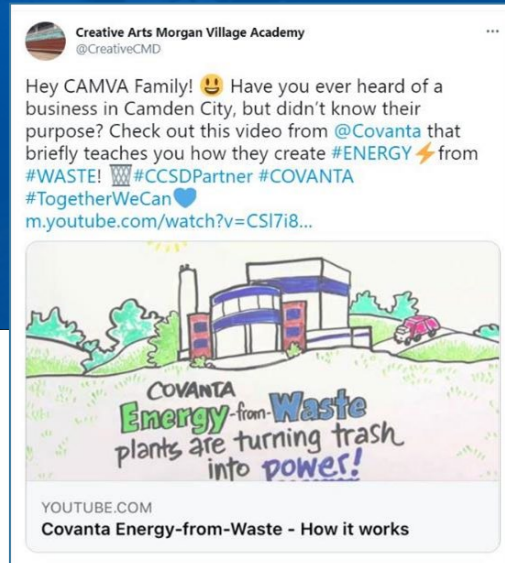 Creative Arts Morgan Village Academy
@CreativeCMD
Hey CAMVA Family! 😃 Have you ever heard of a
business in Camden City, but didn't know their
purpose? Check out this video from @Covanta that
briefly teaches you how they create #ENERGY⚡from
#WASTE! 🗑#CCSDPartner #COVANTA
#TogetherWeCan💙
m.youtube.com/watch?v=CSl7i8...
COVANTA
Energy-from-Waste
plants are turning trash
into power!
YOUTUBE.COM
Covanta Energy-from-Waste - How it works